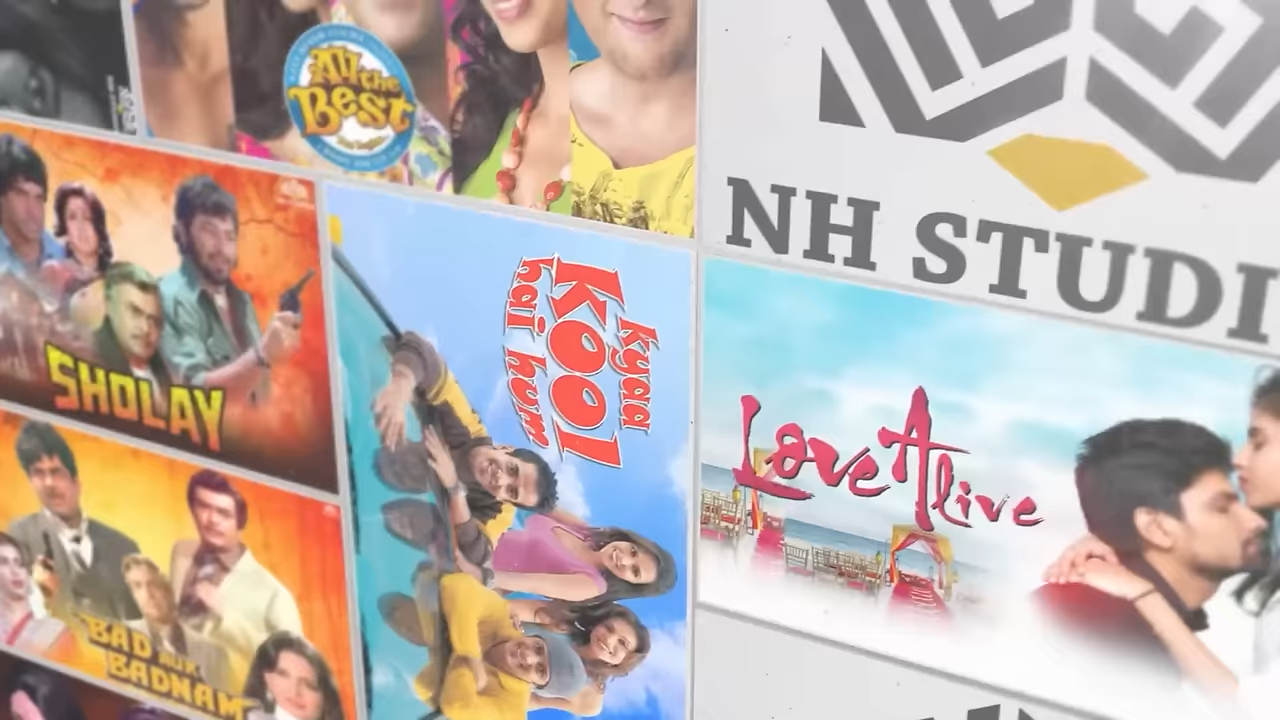 All the
Best
NH STUDI
SHOLAY
kyaa
KOOL
hai hum
Love Alive
BAD AUR
BADNAM